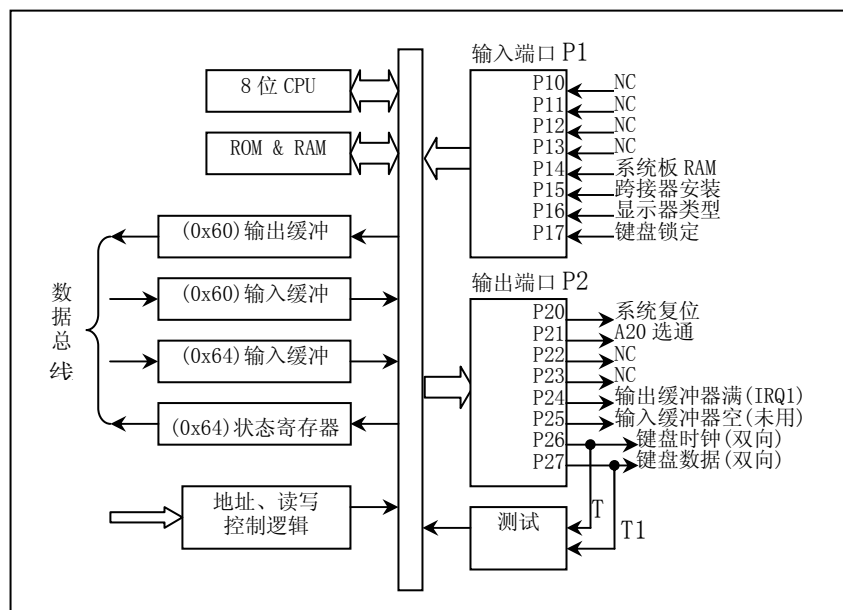 8位 CPU
ROM & RAM
(0x60)输出缓冲
(0x60)输入缓冲
(0x64)输入缓冲
(0x64)状态寄存器
数据总线
地址、读写
控制逻辑
输入端口 P1
P10 NC
P11 NC
P12 NC
P13 NC
P14 系统板 RAM
P15 跨接器安装
P16 显示器类型
P17 键盘锁定
输出端口 P2
P20 系统复位
P21 A20 选通
P22 NC
P23 NC
P24 输出缓冲器满(IRQ1)
P25 输入缓冲器空(未用)
P26 键盘时钟(双向)
P27 键盘数据(双向)
测试
T
T1